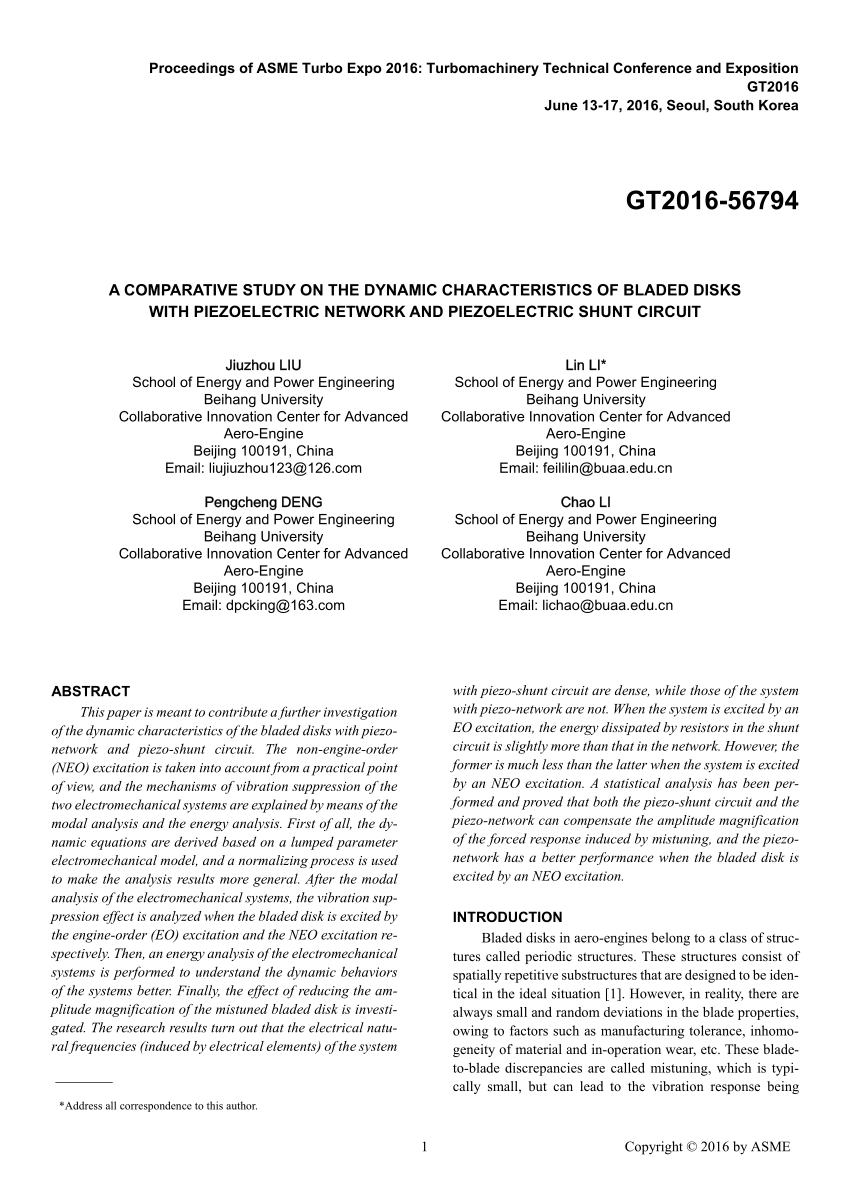 Proceedings of ASME Turbo Expo 2016: Turbomachinery Technical Conference and Exposition
GT2016
June 13-17, 2016, Seoul, South Korea
GT2016-56794
A COMPARATIVE STUDY ON THE DYNAMIC CHARACTERISTICS OF BLADED DISKS
WITH PIEZOELECTRIC NETWORK AND PIEZOELECTRIC SHUNT CIRCUIT
Jiuzhou LIU
School of Energy and Power Engineering
Beihang University
Collaborative Innovation Center for Advanced
Aero-Engine
Beijing 100191, China
Email: liujiuzhou123@126.com
Lin LI*
School of Energy and Power Engineering
Beihang University
Collaborative Innovation Center for Advanced
Aero-Engine
Beijing 100191, China
Email: feililin@buaa.edu.cn
Pengcheng DENG
School of Energy and Power Engineering
Beihang University
Collaborative Innovation Center for Advanced
Aero-Engine
Beijing 100191, China
Email: dpcking@163.com
Chao LI
School of Energy and Power Engineering
Beihang University
Collaborative Innovation Center for Advanced
Aero-Engine
Beijing 100191, China
Email: lichao@buaa.edu.cn
ABSTRACT
This paper is meant to contribute a further investigation
of the dynamic characteristics of the bladed disks with piezo-
network and piezo-shunt circuit. The non-engine-order
(NEO) excitation is taken into account from a practical point
of view, and the mechanisms of vibration suppression of the
two electromechanical systems are explained by means of the
modal analysis and the energy analysis. First of all, the dy-
namic equations are derived based on a lumped parameter
electromechanical model, and a normalizing process is used
to make the analysis results more general. After the modal
analysis of the electromechanical systems, the vibration sup-
pression effect is analyzed when the bladed disk is excited by
the engine-order (EO) excitation and the NEO excitation re-
spectively. Then, an energy analysis of the electromechanical
systems is performed to understand the dynamic behaviors
of the systems better. Finally, the effect of reducing the am-
plitude magnification of the mistuned bladed disk is investi-
gated. The research results turn out that the electrical natu-
ral frequencies (induced by electrical elements) of the system
*Address all correspondence to this author.
with piezo-shunt circuit are dense, while those of the system
with piezo-network are not. When the system is excited by an
EO excitation, the energy dissipated by resistors in the shunt
circuit is slightly more than that in the network. However, the
former is much less than the latter when the system is excited
by an NEO excitation. A statistical analysis has been per-
formed and proved that both the piezo-shunt circuit and the
piezo-network can compensate the amplitude magnification
of the forced response induced by mistuning, and the piezo-
network has a better performance when the bladed disk is
excited by an NEO excitation.
INTRODUCTION
Bladed disks in aero-engines belong to a class of struc-
tures called periodic structures. These structures consist of
spatially repetitive substructures that are designed to be iden-
tical in the ideal situation [1]. However, in reality, there are
always small and random deviations in the blade properties,
owing to factors such as manufacturing tolerance, inhomo-
geneity of material and in-operation wear, etc. These blade-
to-blade discrepancies are called mistuning, which is typi-
cally small, but can lead to the vibration response being
1
Copyright © 2016 by ASME